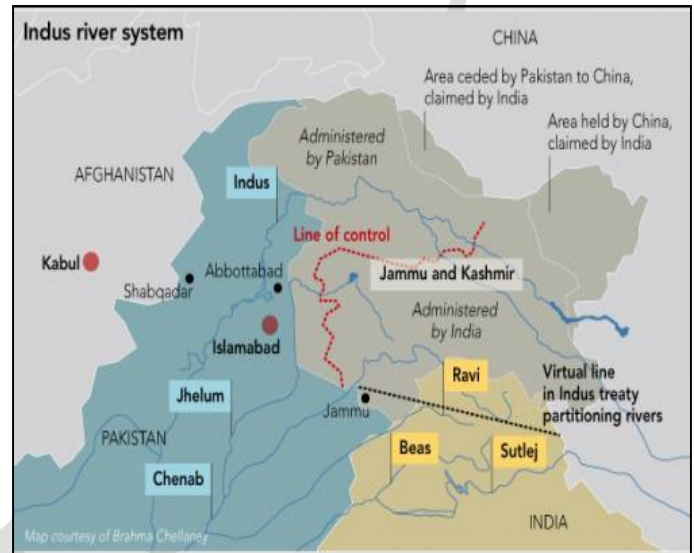 Indus river system
CHINA
Area ceded by Pakistan to China,
claimed by India
Area held by China,
claimed by India
Administered
by Pakistan
AFGHANISTAN
Indus
Line of control
Kabul
Abbottabad
Shabqadar
Jammu and Kashmir
Administered
by India
Islamabad
Ravi
Virtual line
in Indus treaty
partitioning rivers
Jhelum
Jammu
PAKISTAN
Beas
Sutlej
Chenab
INDIA
Map courtesy of Brahma Chellaney